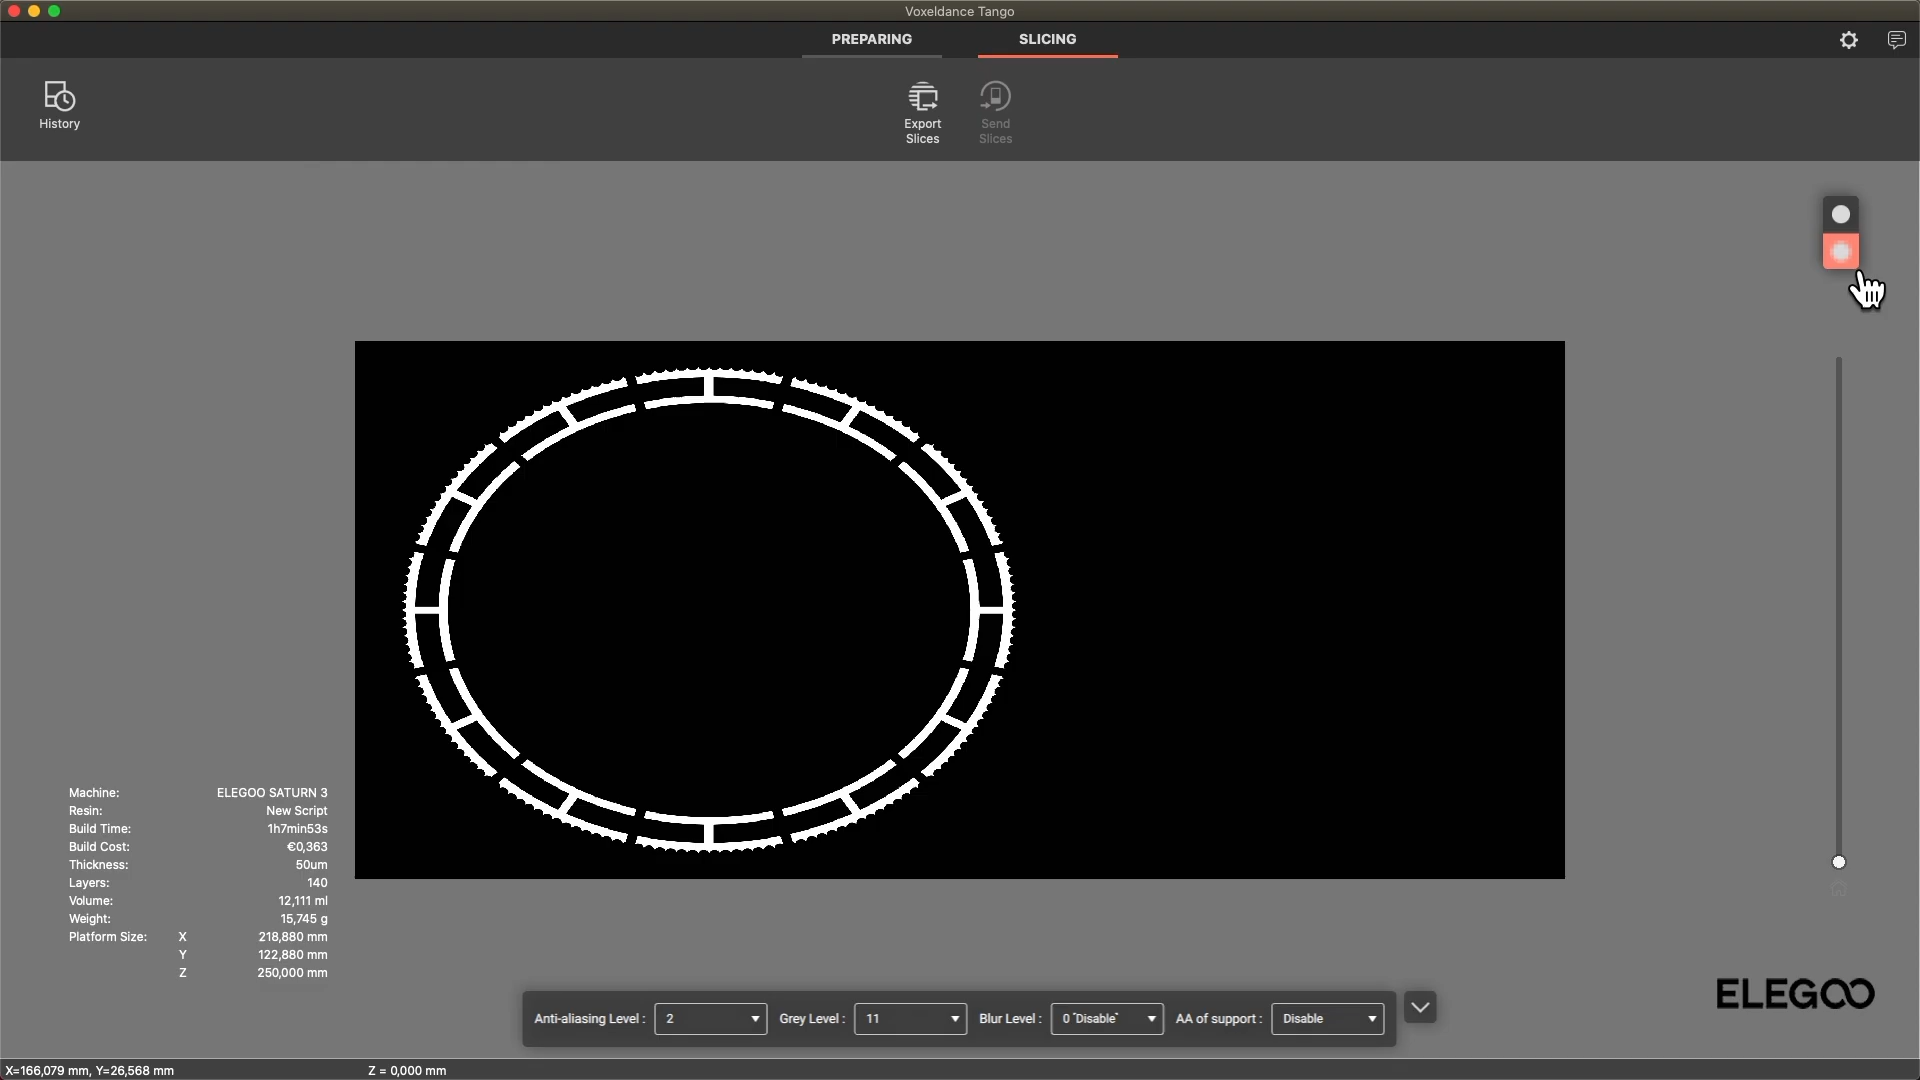 Voxeldance Tango
PREPARING
SLICING
History
Export
Slices
Send
Slices
Machine: ELEGOO SATURN 3
Resin: New Script
Build Time: 1h7min53s
Build Cost: €0,363
Thickness: 50um
Layers: 140
Volume: 12,111 ml
Weight: 15,745 g
Platform Size: X 218,880 mm
Y 122,880 mm
Z 250,000 mm
ELEGOO
Anti-aliasing Level : 2 Grey Level : 11 Blur Level : 0 "Disable" AA of support : Disable
X=166,079 mm, Y=26,568 mm Z = 0,000 mm